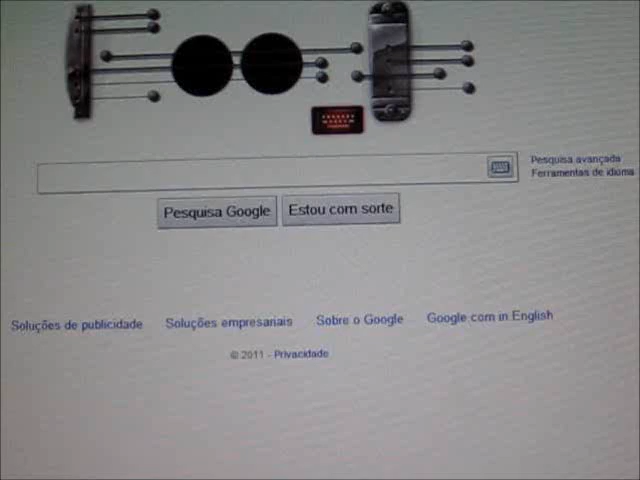 Pesquisa avançada
Ferramentas de idioma
Pesquisa Google
Estou com sorte
Soluções de publicidade
Soluções empresariais
Sobre o Google
Google.com in English
© 2011 - Privacidade